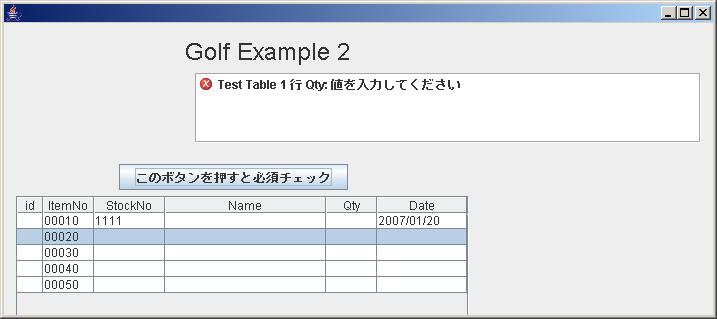 Golf Example 2
Test Table 1 行 Qty: 値を入力してください
このボタンを押すと必須チェック
id ItemNo StockNo Name Qty Date
00010 1111 2007/01/20
00020
00030
00040
00050